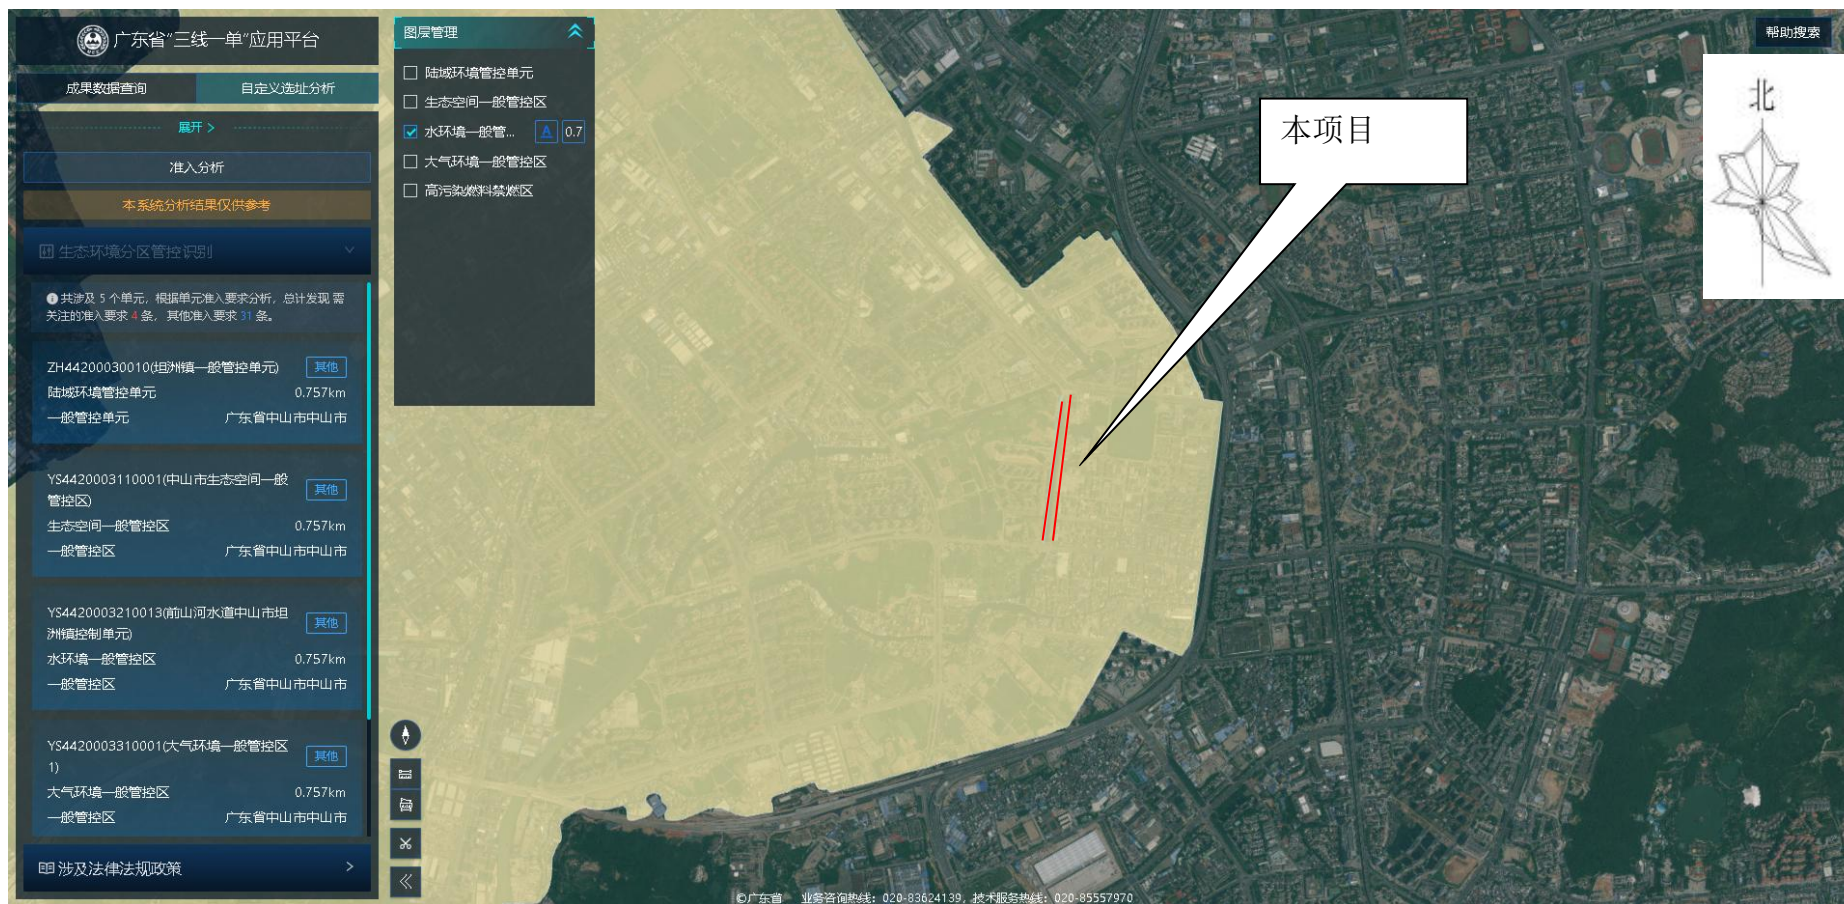 广东省“三线一单”应用平台
成果数据查询
自定义选址分析
展开 >
准入分析
本系统分析结果仅供参考
生态环境分区管控识别
共涉及 5 个单元，根据单元准入要求分析，总计发现 需
关注的准入要求 4 条， 其他准入要求 31 条。
ZH44200030010(坦洲镇一般管控单元)
其他
陆域环境管控单元
0.757km
一般管控单元
广东省中山市中山市
YS4420003110001(中山市生态空间一般
管控区)
其他
生态空间一般管控区
0.757km
一般管控区
广东省中山市中山市
YS4420003210013(前山河水道中山市坦
洲镇控制单元)
其他
水环境一般管控区
0.757km
一般管控区
广东省中山市中山市
YS4420003310001(大气环境一般管控区
1)
其他
大气环境一般管控区
0.757km
一般管控区
广东省中山市中山市
涉及法律法规政策
图层管理
陆域环境管控单元
生态空间一般管控区
水环境一般管...
A
0.7
大气环境一般管控区
高污染燃料禁燃区
本项目
帮助搜索
北
©广东省 业务咨询热线：020-83624139，技术服务热线：020-85557970